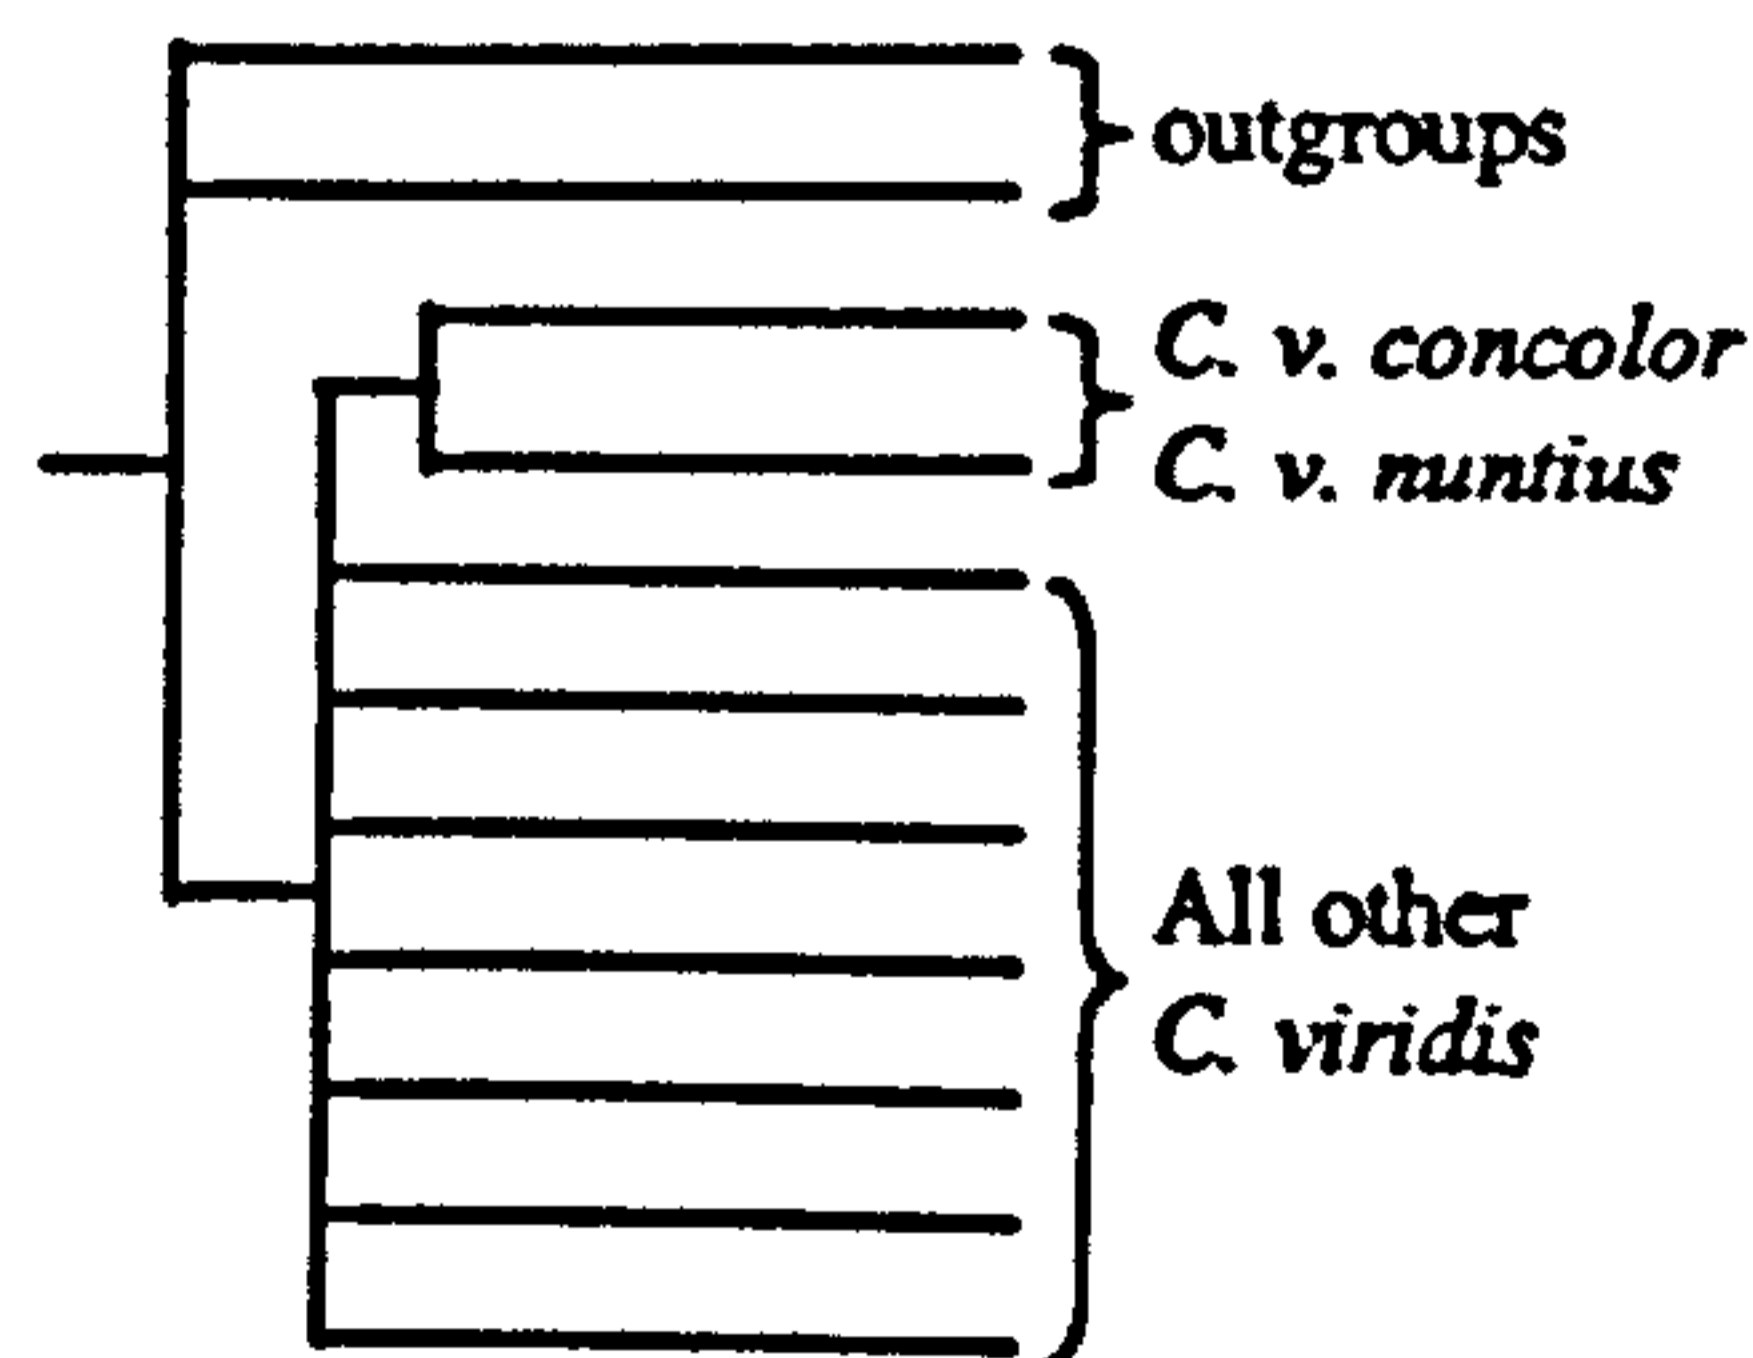 outgroups
C. v. concolor
C. v. nuntius
All other
C. viridis